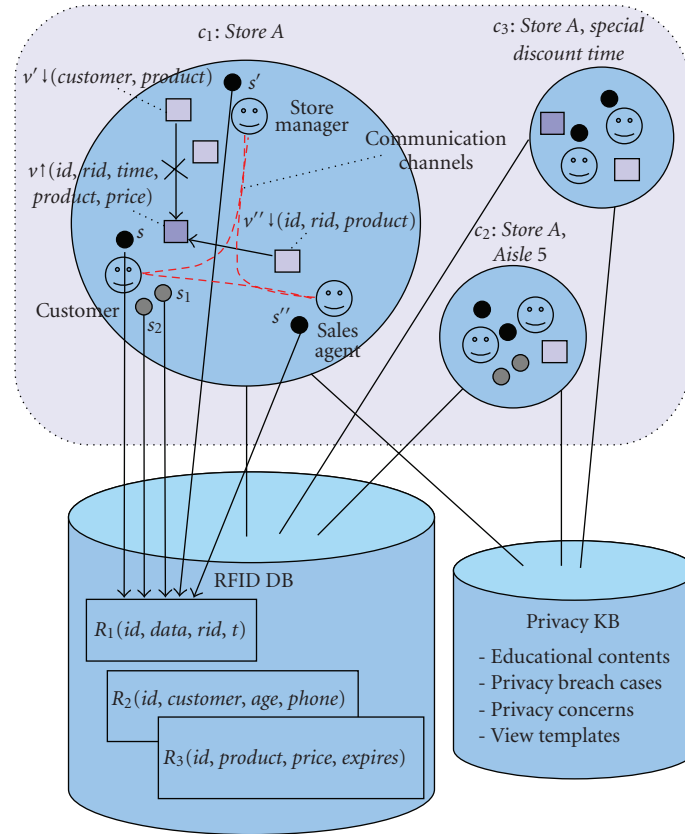 c₁: Store A
c₃: Store A, special
discount time
v′ ↓(customer, product)
s′
Store
manager
Communication
channels
v↑(id, rid, time,
product, price)
v″ ↓(id, rid, product)
s
c₂: Store A,
Aisle 5
Customer
s₁
s₂
s″
Sales
agent
RFID DB
R₁(id, data, rid, t)
R₂(id, customer, age, phone)
R₃(id, product, price, expires)
Privacy KB
- Educational contents
- Privacy breach cases
- Privacy concerns
- View templates